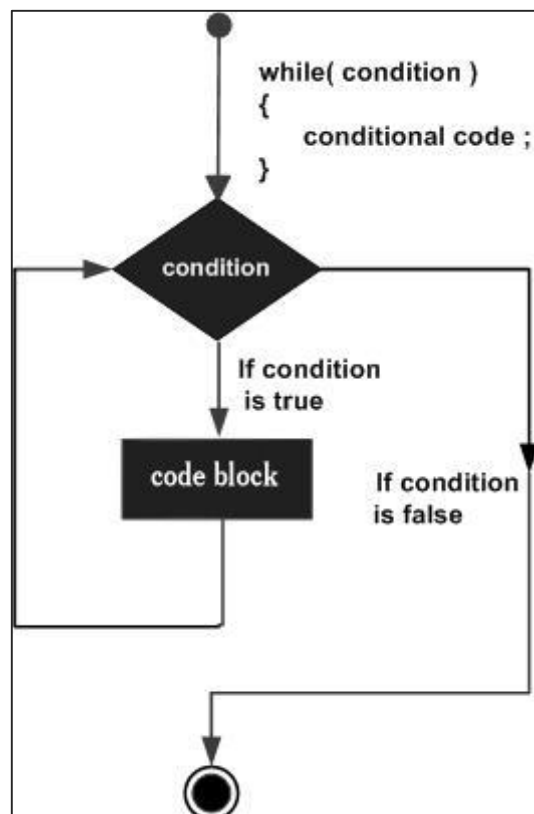 while( condition )
{
conditional code ;
}
condition
If condition
is true
code block
If condition
is false